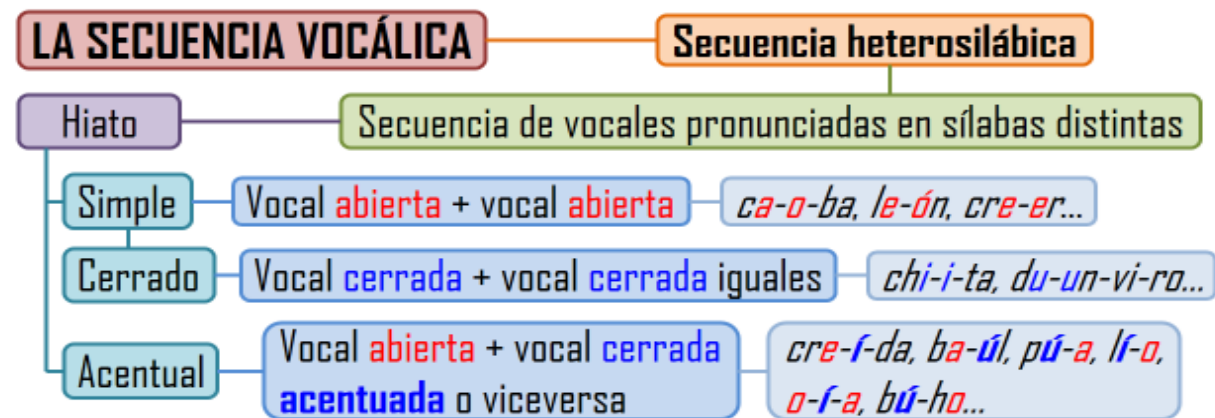 LA SECUENCIA VOCÁLICA
Secuencia heterosilábica
Hiato
Secuencia de vocales pronunciadas en sílabas distintas
Simple
Vocal abierta + vocal abierta
ca-o-ba, le-ón, cre-er...
Cerrado
Vocal cerrada + vocal cerrada iguales
chi-i-ta, du-un-vi-ro...
Acentual
Vocal abierta + vocal cerrada
acentuada o viceversa
cre-í-da, ba-úl, pú-a, lí-o,
o-í-a, bú-ho...